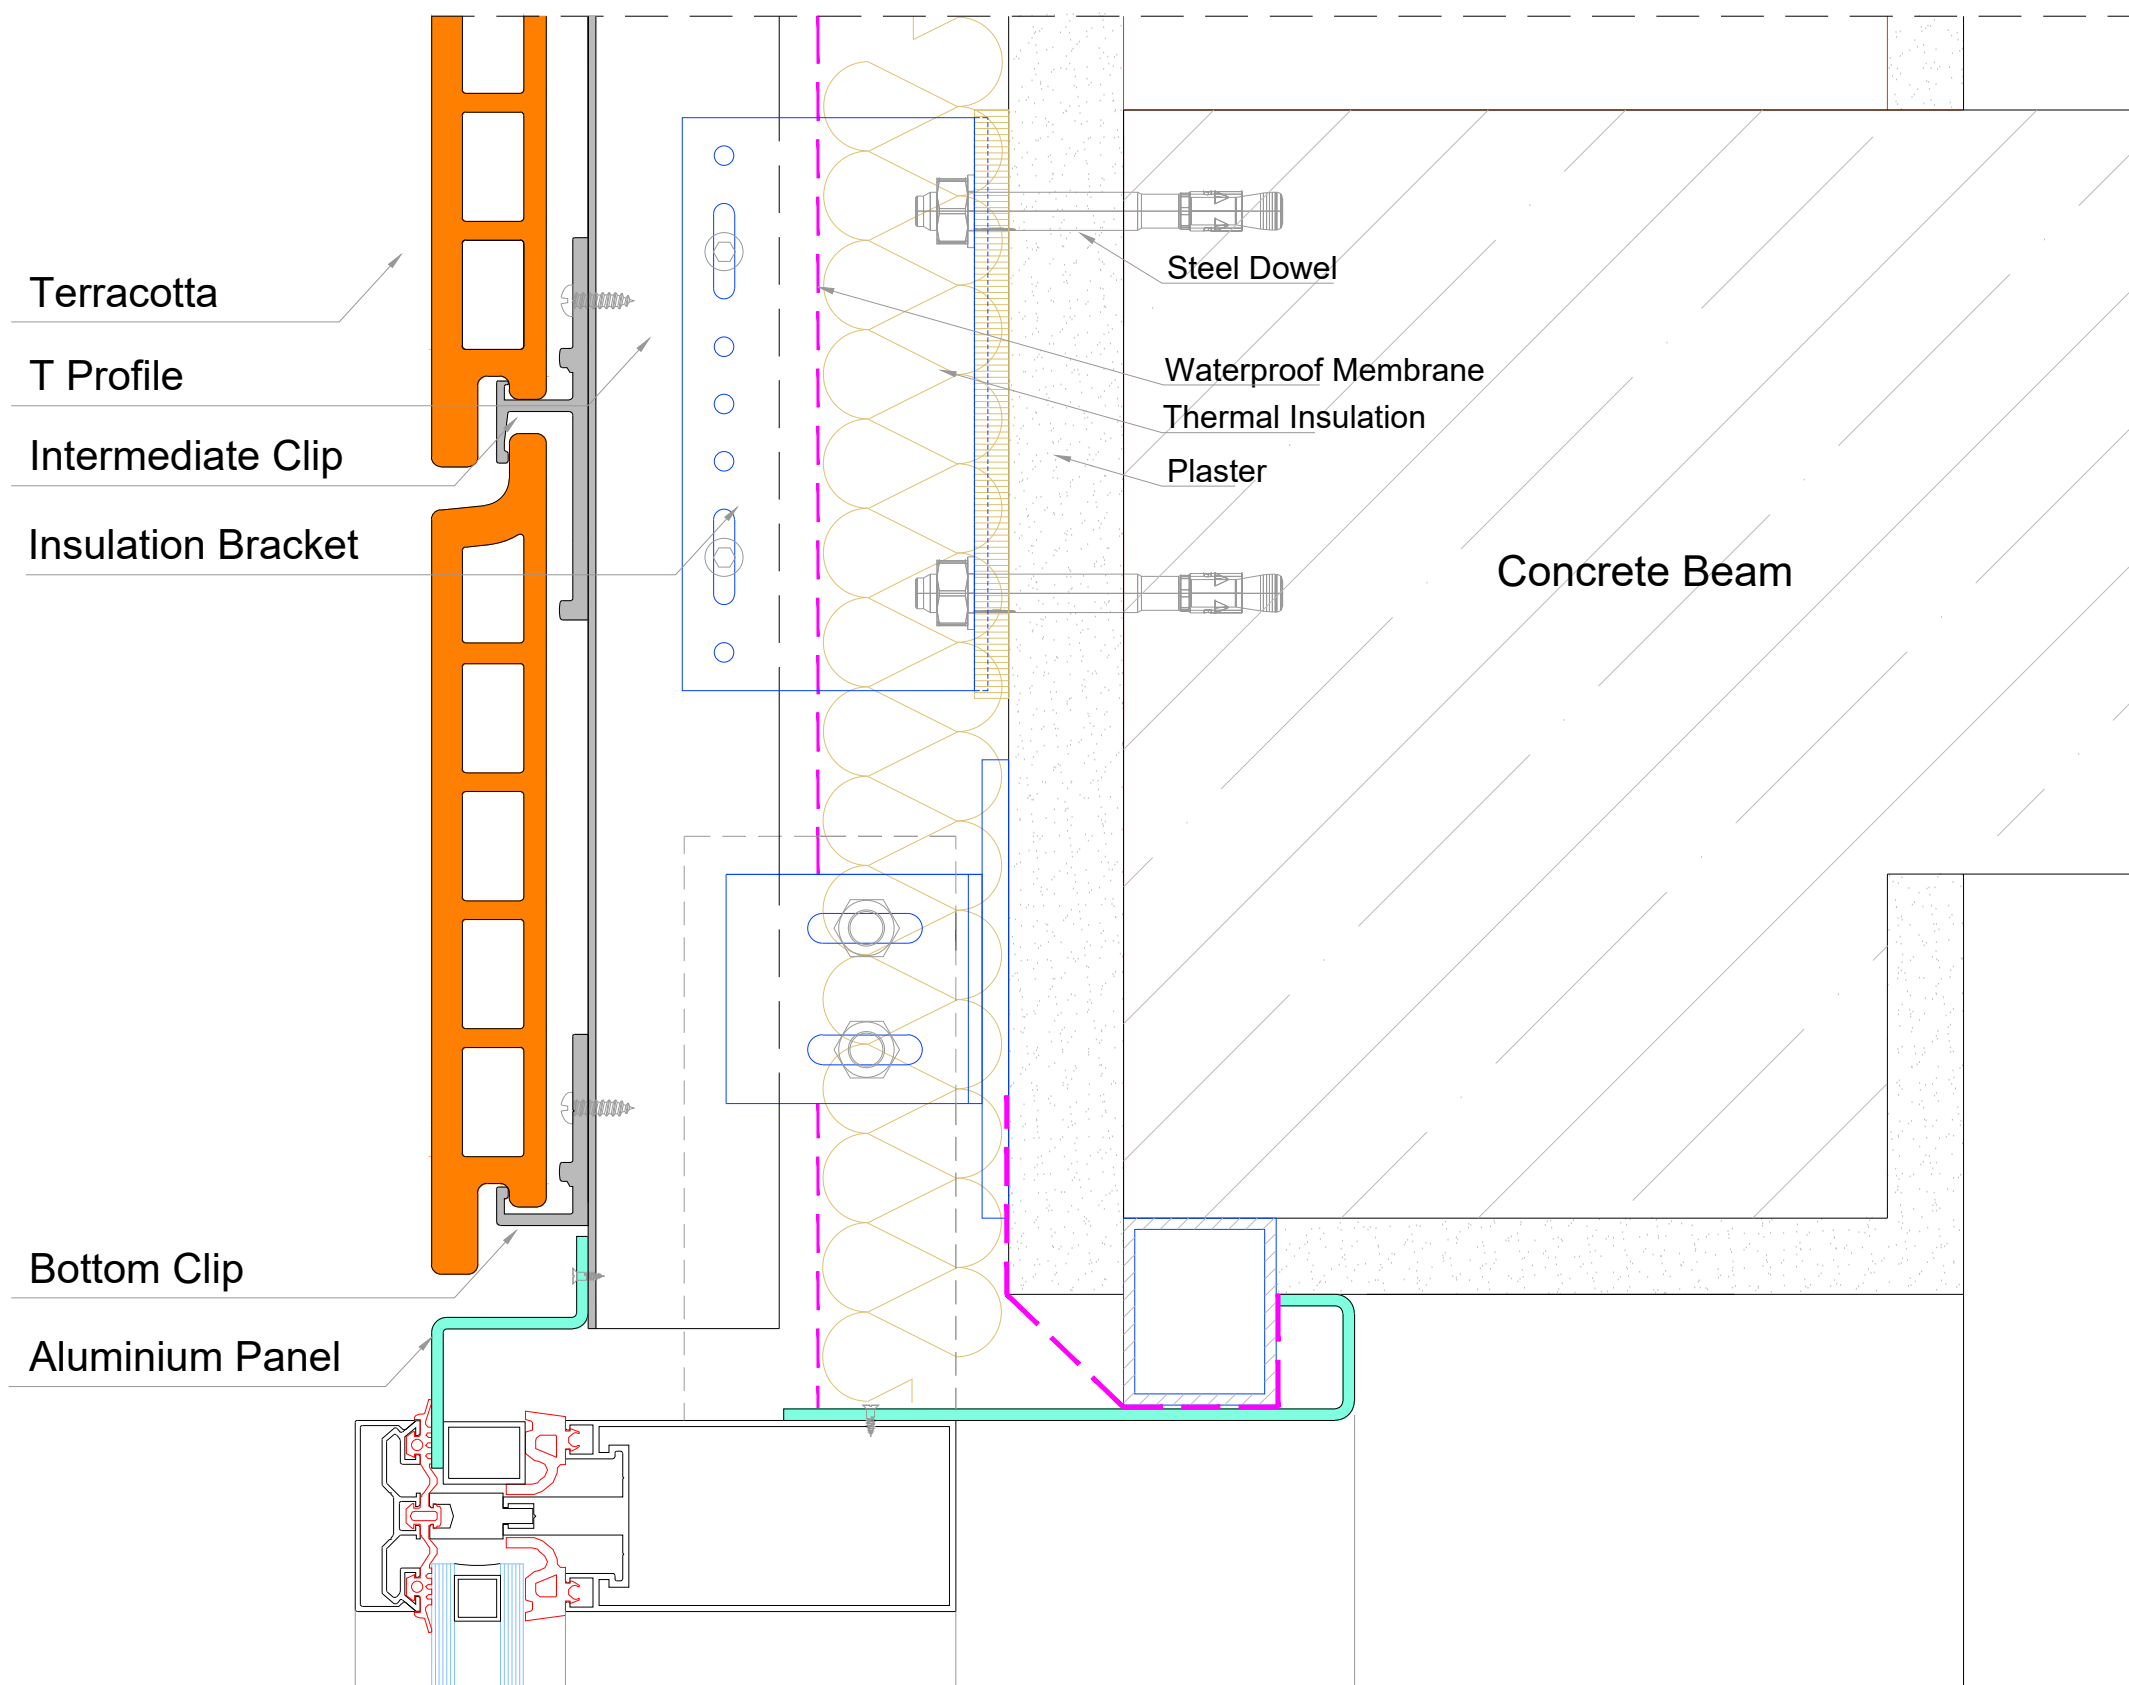 Terracotta
T Profile
Intermediate Clip
Insulation Bracket
Steel Dowel
Waterproof Membrane
Thermal Insulation
Plaster
Concrete Beam
Bottom Clip
Aluminium Panel